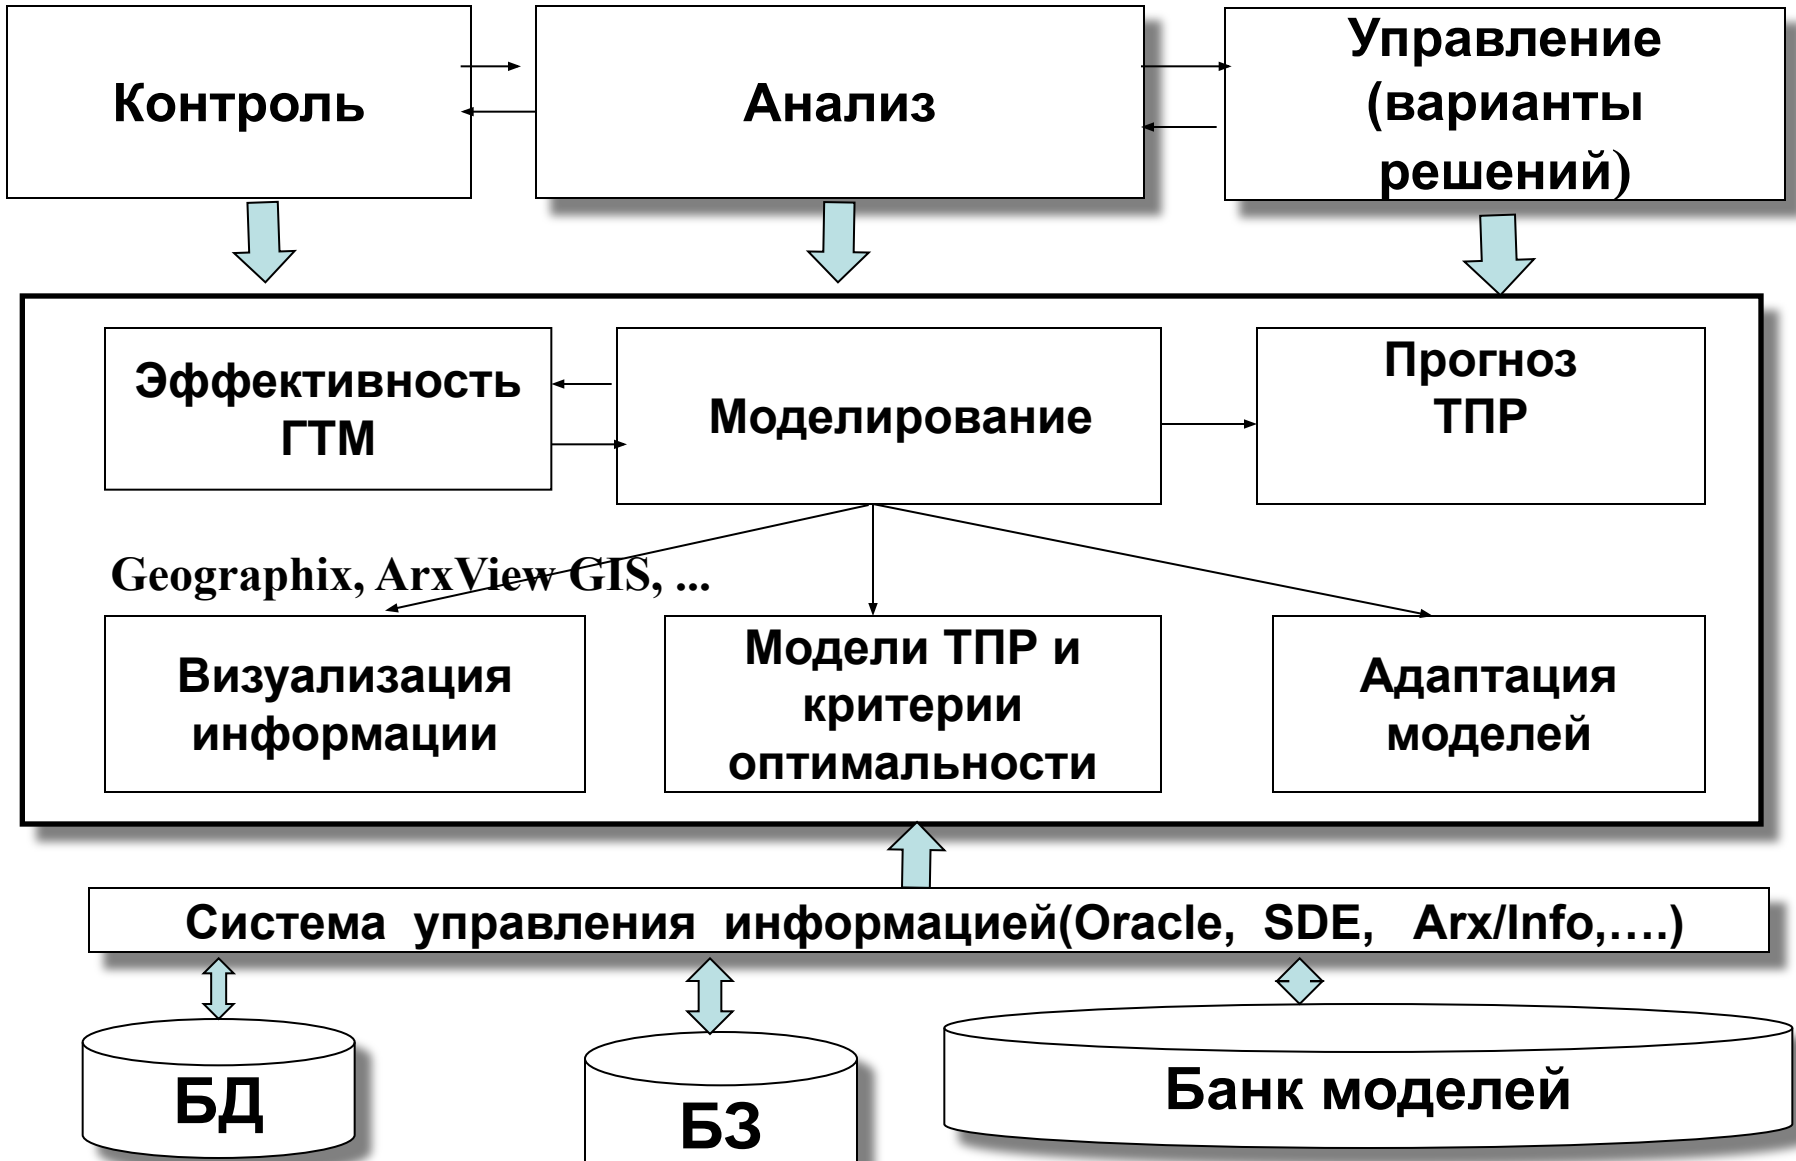 Контроль
Анализ
Управление
(варианты
решений)
Эффективность
ГТМ
Моделирование
Прогноз
ТПР
Geographix, ArxView GIS, ...
Визуализация
информации
Модели ТПР и
критерии
оптимальности
Адаптация
моделей
Система управления информацией(Oracle, SDE, Arx/Info,….)
БД
БЗ
Банк моделей